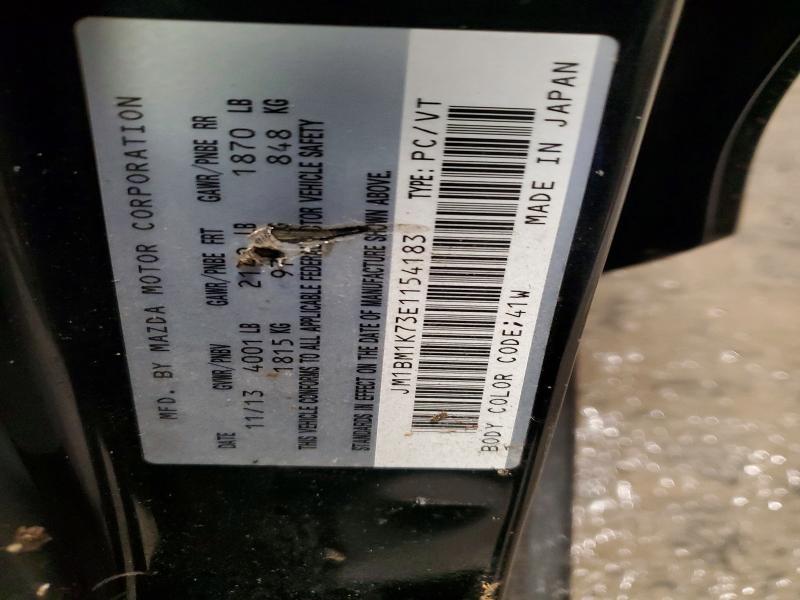 MFD. BY MAZDA MOTOR CORPORATION
DATE GVWR/PNBV GAWR/PNBE FRT GAWR/PNBE RR
11/13 4001 LB LB 1870 LB
1815 KG 848 KG
THIS VEHICLE CONFORMS TO ALL APPLICABLE VEHICLE SAFETY
STANDARDS IN EFFECT ON THE DATE OF MANUFACTURE SHOWN ABOVE.
JM1BM1K73E1154183 TYPE: PC/VT
BODY COLOR CODE: 41W MADE IN JAPAN